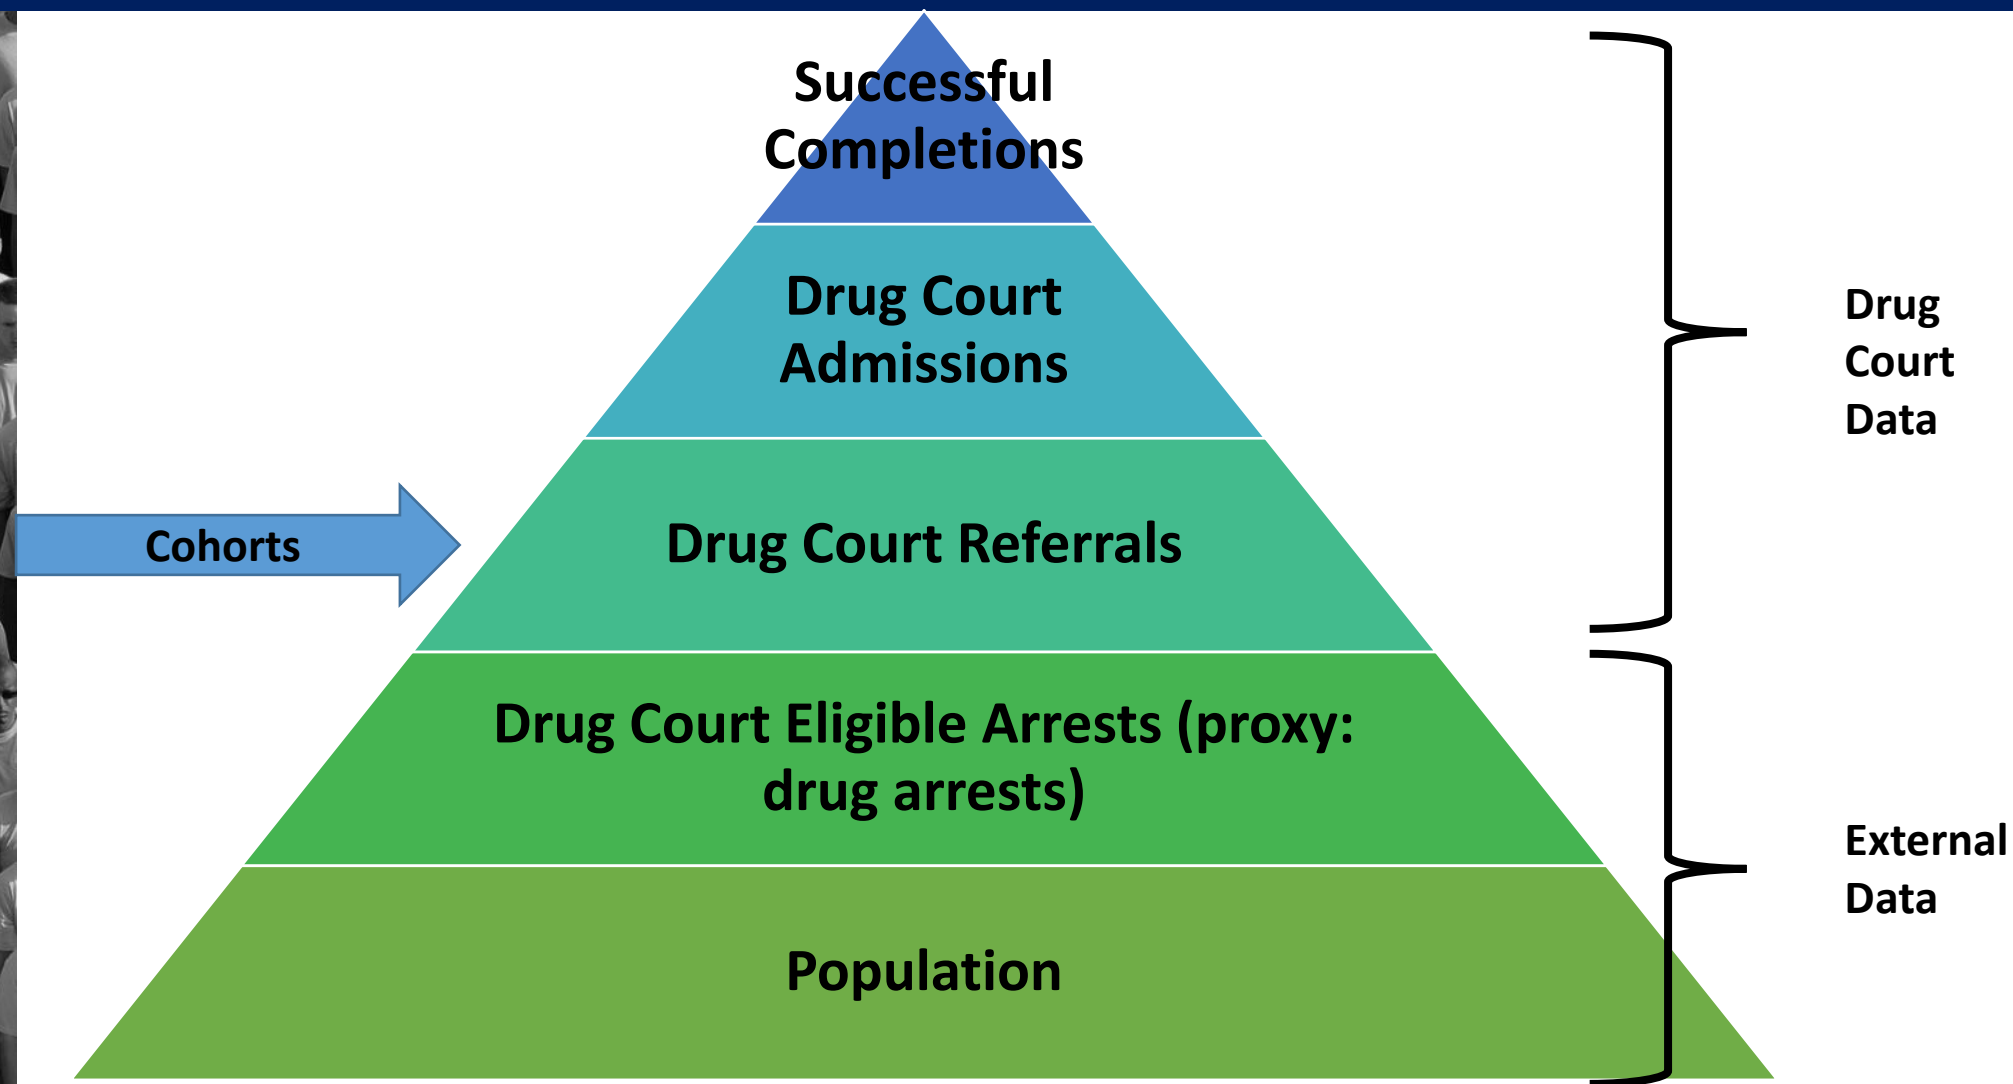 Successful
Completions
Drug Court
Admissions
Drug
Court
Data
Cohorts
Drug Court Referrals
Drug Court Eligible Arrests (proxy:
drug arrests)
External
Data
Population